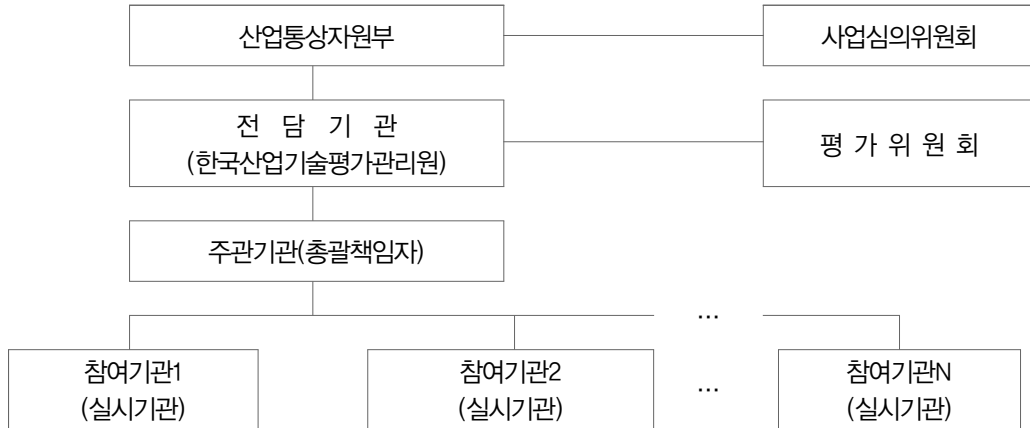 산업통상자원부
사업심의위원회
전 담 기 관
(한국산업기술평가관리원)
평 가 위 원 회
주관기관(총괄책임자)
...
참여기관1
(실시기관)
참여기관2
(실시기관)
...
참여기관N
(실시기관)